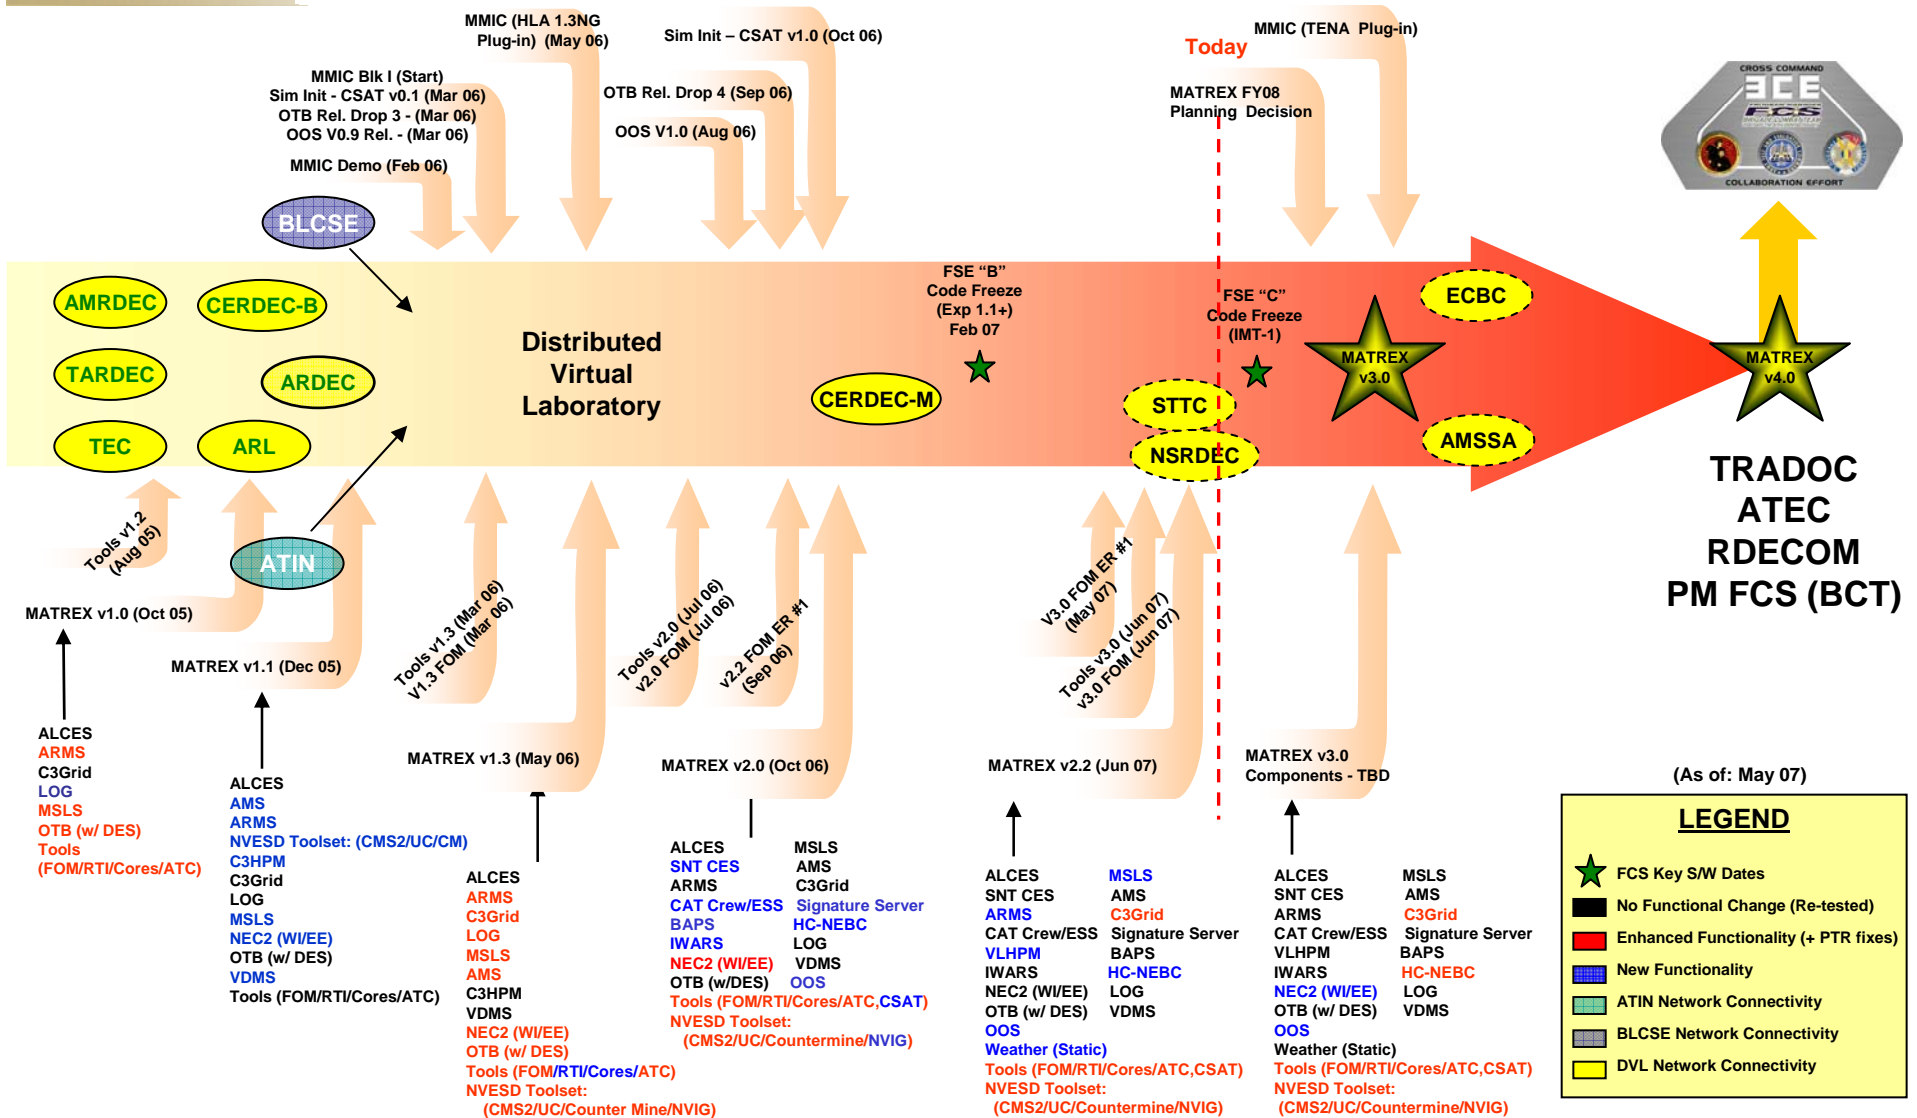 MMIC (HLA 1.3NG
Plug-in) (May 06)
Sim Init – CSAT v1.0 (Oct 06)
MMIC (TENA Plug-in)
Today
MMIC Blk I (Start)
Sim Init - CSAT v0.1 (Mar 06)
OTB Rel. Drop 3 - (Mar 06)
OOS V0.9 Rel. - (Mar 06)
MMIC Demo (Feb 06)
OTB Rel. Drop 4 (Sep 06)
OOS V1.0 (Aug 06)
MATREX FY08
Planning Decision
CROSS COMMAND
3CE
FCS
COLLABORATION EFFORT
BLCSE
AMRDEC
CERDEC-B
TARDEC
ARDEC
TEC
ARL
ATIN
Distributed
Virtual
Laboratory
CERDEC-M
FSE “B”
Code Freeze
(Exp 1.1+)
Feb 07
STTC
NSRDEC
FSE “C”
Code Freeze
(IMT-1)
MATREX
v3.0
ECBC
AMSSA
MATREX
v4.0
TRADOC
ATEC
RDECOM
PM FCS (BCT)
Tools v1.2
(Aug 05)
MATREX v1.0 (Oct 05)
MATREX v1.1 (Dec 05)
Tools v1.3 (Mar 06)
V1.3 FOM (Mar 06)
MATREX v1.3 (May 06)
Tools v2.0 (Jul 06)
v2.0 FOM (Jul 06)
v2.2 FOM ER #1
(Sep 06)
MATREX v2.0 (Oct 06)
V3.0 FOM ER #1
(May 07)
Tools v3.0 (Jun 07)
v3.0 FOM (Jun 07)
MATREX v2.2 (Jun 07)
MATREX v3.0
Components - TBD
ALCES
ARMS
C3Grid
LOG
MSLS
OTB (w/ DES)
Tools
(FOM/RTI/Cores/ATC)
ALCES
AMS
ARMS
NVESD Toolset: (CMS2/UC/CM)
C3HPM
C3Grid
LOG
MSLS
NEC2 (WI/EE)
OTB (w/ DES)
VDMS
Tools (FOM/RTI/Cores/ATC)
ALCES
ARMS
C3Grid
LOG
MSLS
AMS
C3HPM
VDMS
NEC2 (WI/EE)
OTB (w/ DES)
Tools (FOM/RTI/Cores/ATC)
NVESD Toolset:
(CMS2/UC/Counter Mine/NVIG)
ALCES MSLS
SNT CES AMS
ARMS C3Grid
CAT Crew/ESS Signature Server
BAPS HC-NEBC
IWARS LOG
NEC2 (WI/EE) VDMS
OTB (w/DES) OOS
Tools (FOM/RTI/Cores/ATC,CSAT)
NVESD Toolset:
(CMS2/UC/Countermine/NVIG)
ALCES MSLS
SNT CES AMS
ARMS C3Grid
CAT Crew/ESS Signature Server
VLHPM BAPS
IWARS HC-NEBC
NEC2 (WI/EE) LOG
OTB (w/ DES) VDMS
OOS
Weather (Static)
Tools (FOM/RTI/Cores/ATC,CSAT)
NVESD Toolset:
(CMS2/UC/Countermine/NVIG)
ALCES MSLS
SNT CES AMS
ARMS C3Grid
CAT Crew/ESS Signature Server
VLHPM BAPS
IWARS HC-NEBC
NEC2 (WI/EE) LOG
OTB (w/ DES) VDMS
OOS
Weather (Static)
Tools (FOM/RTI/Cores/ATC,CSAT)
NVESD Toolset:
(CMS2/UC/Countermine/NVIG)
(As of: May 07)
LEGEND
FCS Key S/W Dates
No Functional Change (Re-tested)
Enhanced Functionality (+ PTR fixes)
New Functionality
ATIN Network Connectivity
BLCSE Network Connectivity
DVL Network Connectivity